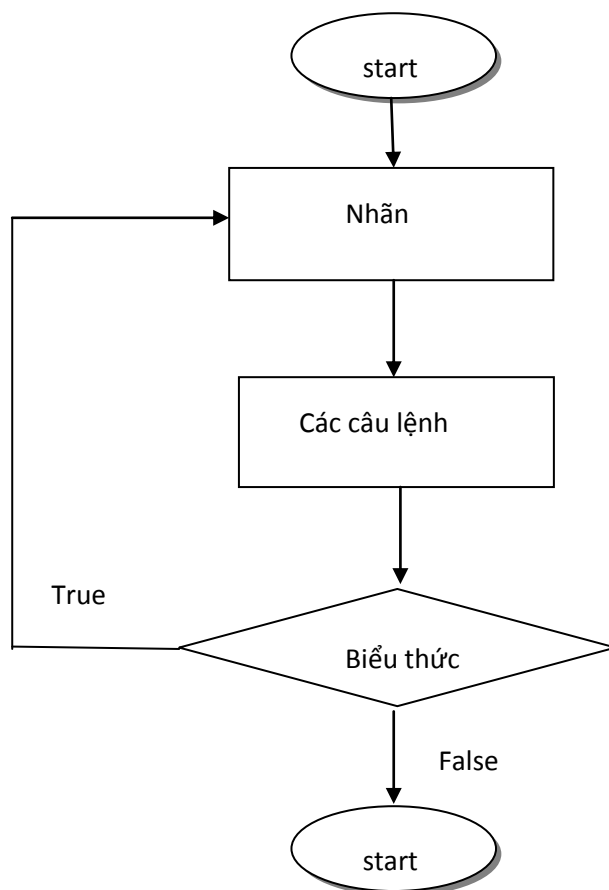 start
Nhãn
Các câu lệnh
True
Biểu thức
False
start